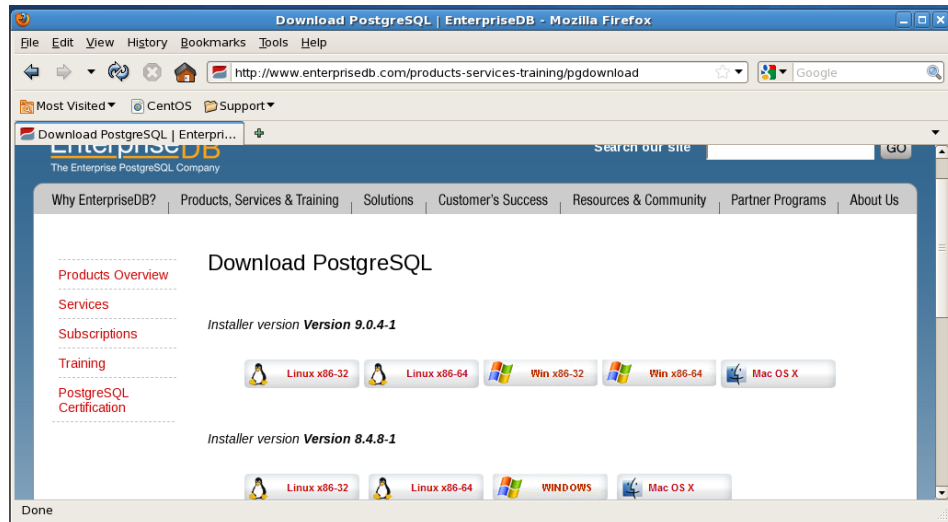 Download PostgreSQL | EnterpriseDB - Mozilla Firefox
File Edit View History Bookmarks Tools Help
http://www.enterprisedb.com/products-services-training/pgdownload
Google
Most Visited CentOS Support
Download PostgreSQL | Enterpri...
EnterpriseDB
Search our site GO
The Enterprise PostgreSQL Company
Why EnterpriseDB? Products, Services & Training Solutions Customer's Success Resources & Community Partner Programs About Us
Download PostgreSQL
Products Overview
Services
Subscriptions
Training
PostgreSQL
Certification
Installer version Version 9.0.4-1
Linux x86-32 Linux x86-64 Win x86-32 Win x86-64 Mac OS X
Installer version Version 8.4.8-1
Linux x86-32 Linux x86-64 WINDOWS Mac OS X
Done